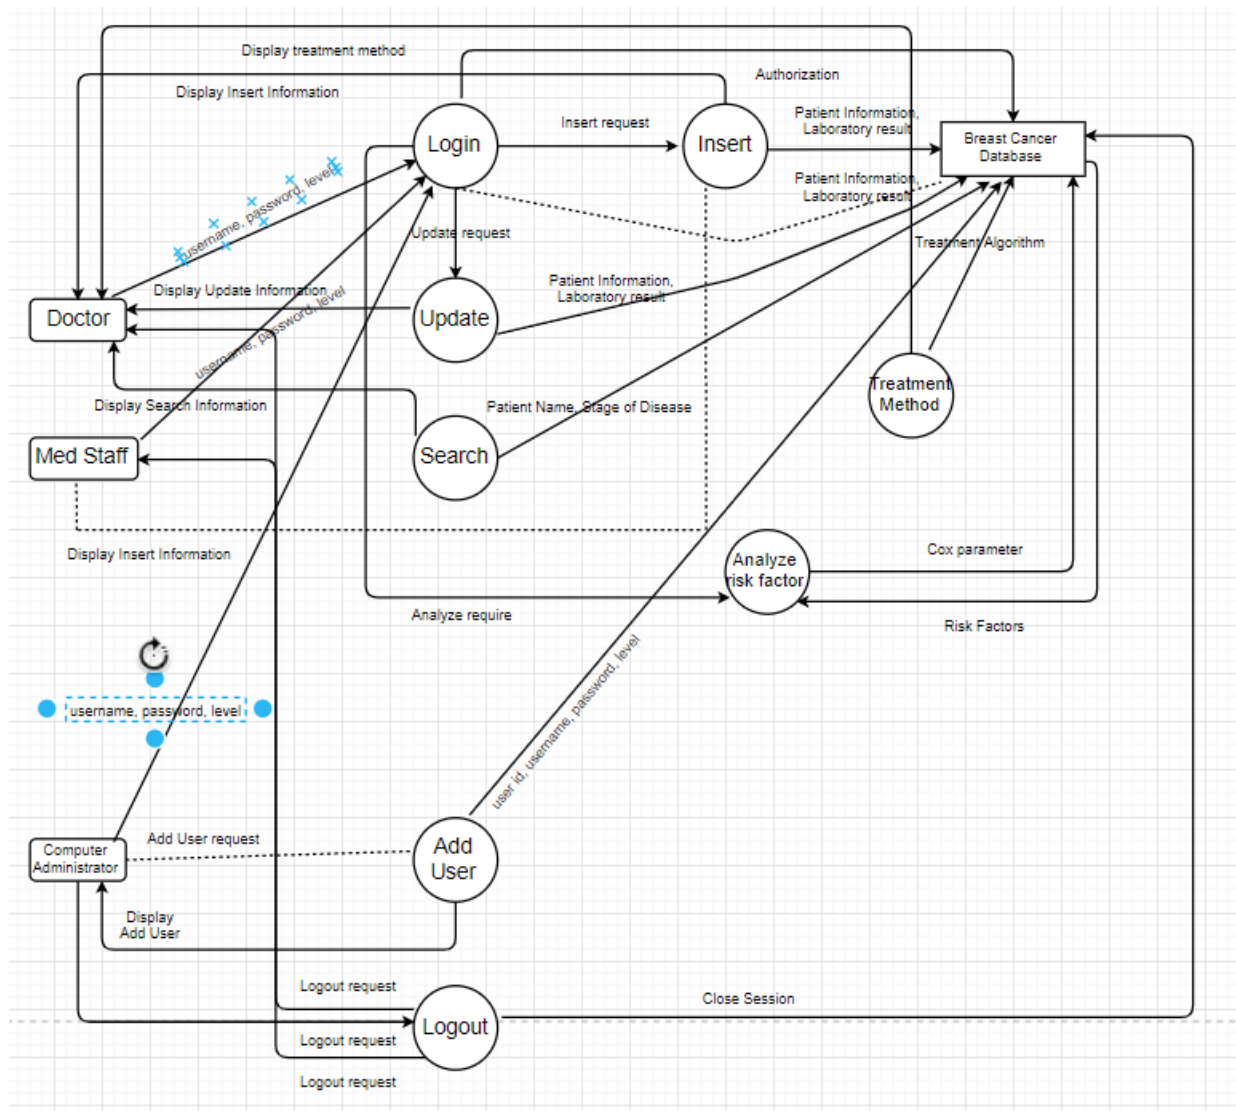 Display treatment method
Authorization
Display Insert Information
Insert request
Patient Information,
Laboratory result
Login
Insert
Breast Cancer
Database
username, password, level
Patient Information,
Laboratory result
Update request
Treatment Algorithm
Display Update Information
Patient Information,
Laboratory result
username, password, level
Doctor
Update
Treatment
Method
Display Search Information
Patient Name, Stage of Disease
Med Staff
Search
Display Insert Information
Cox parameter
Analyze
risk factor
Analyze require
Risk Factors
username, password, level
user id, username, password, level
Add User request
Computer
Administrator
Add
User
Display
Add User
Logout request
Close Session
Logout
Logout request
Logout request